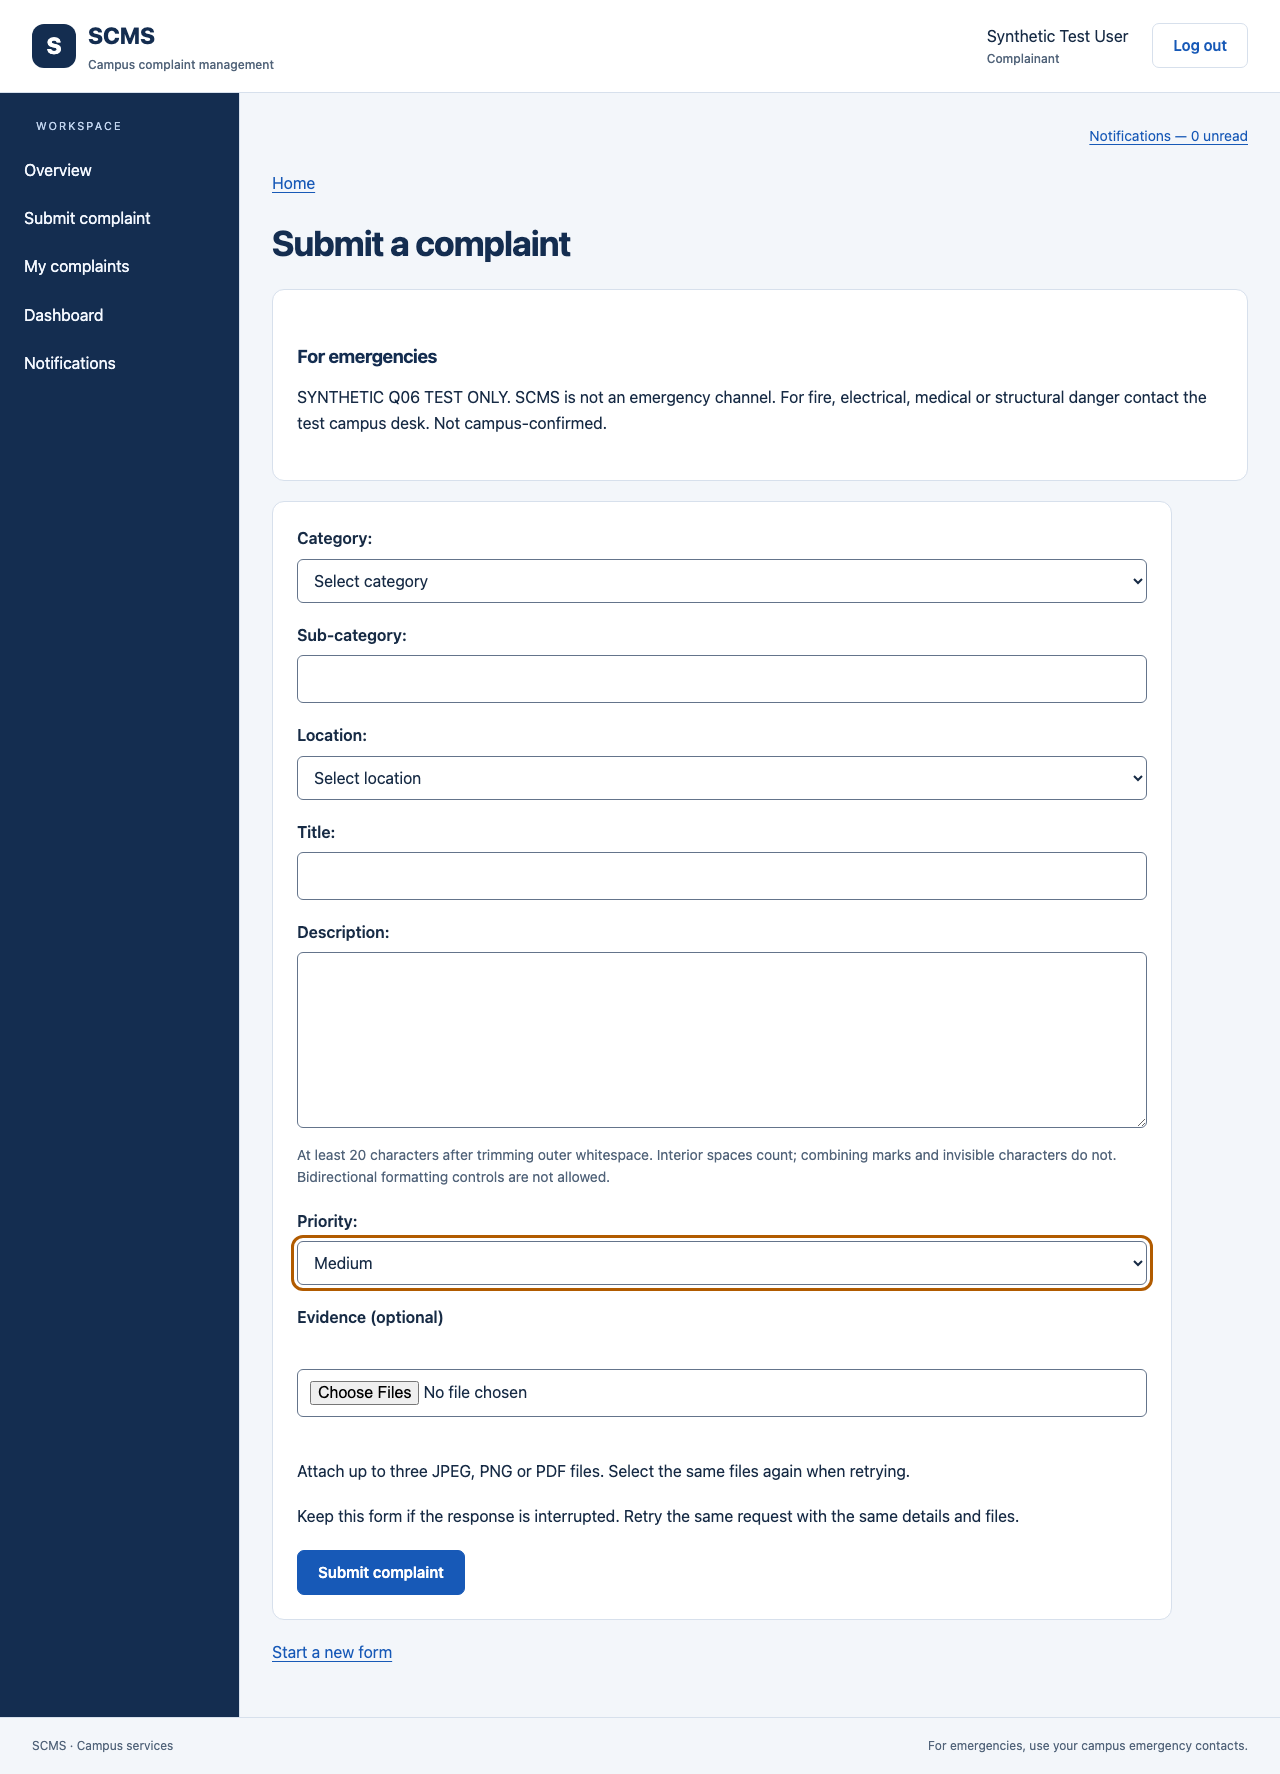 S
SCMS
Campus complaint management
Synthetic Test User
Complainant
Log out
WORKSPACE
Overview
Submit complaint
My complaints
Dashboard
Notifications
Notifications — 0 unread
Home
Submit a complaint
For emergencies
SYNTHETIC Q06 TEST ONLY. SCMS is not an emergency channel. For fire, electrical, medical or structural danger contact the
test campus desk. Not campus-confirmed.
Category:
Select category
Sub-category:
Location:
Select location
Title:
Description:
At least 20 characters after trimming outer whitespace. Interior spaces count; combining marks and invisible characters do not.
Bidirectional formatting controls are not allowed.
Priority:
Medium
Evidence (optional)
Choose Files No file chosen
Attach up to three JPEG, PNG or PDF files. Select the same files again when retrying.
Keep this form if the response is interrupted. Retry the same request with the same details and files.
Submit complaint
Start a new form
SCMS · Campus services
For emergencies, use your campus emergency contacts.